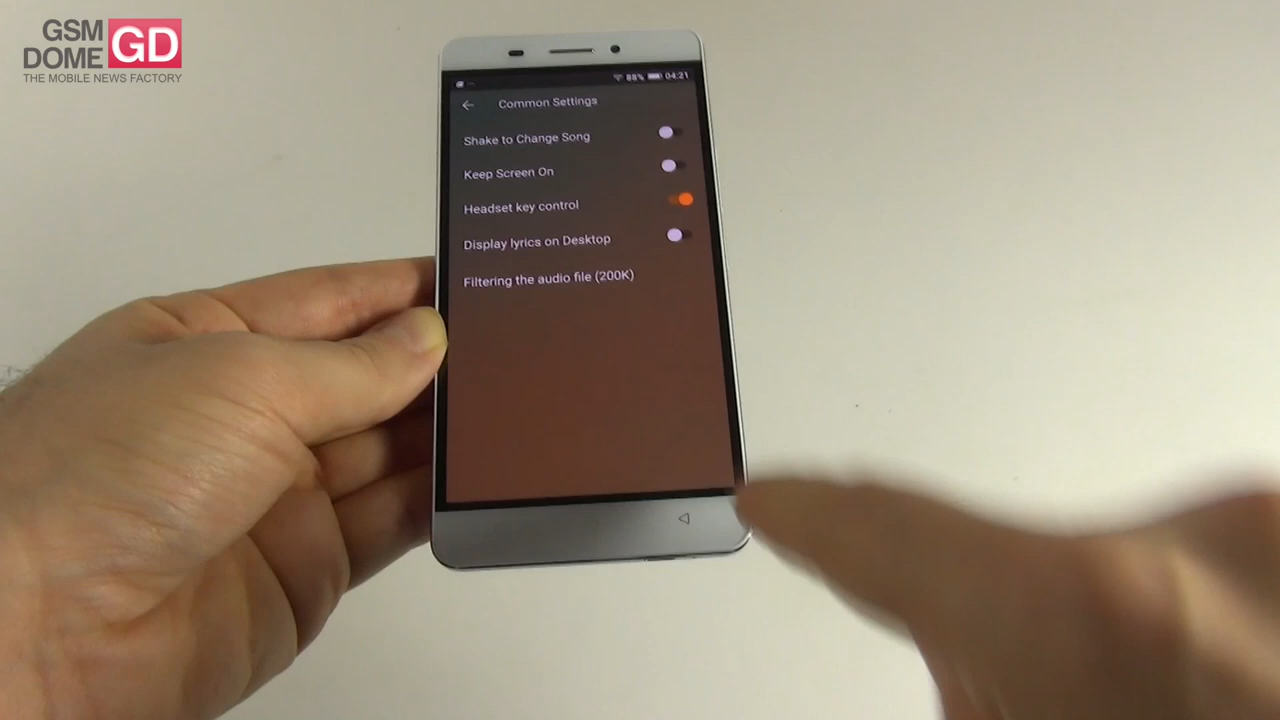 GSM
DOME GD
THE MOBILE NEWS FACTORY
88% 04:21
Common Settings
Shake to Change Song
Keep Screen On
Headset key control
Display lyrics on Desktop
Filtering the audio file (200K)